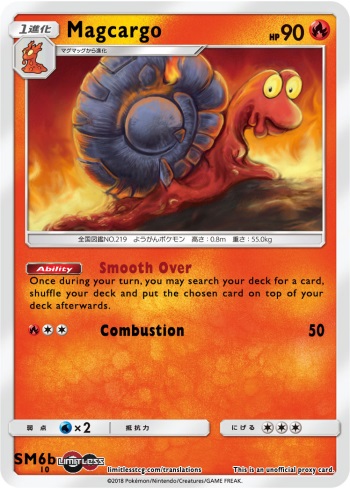 1進化
Magcargo
HP 90
マグマッグから進化
全国図鑑NO.219 ようがんポケモン 高さ：0.8m 重さ：55.0kg
Ability Smooth Over
Once during your turn, you may search your deck for a card,
shuffle your deck and put the chosen card on top of your
deck afterwards.
Combustion 50
弱点 ×2 抵抗力 にげる
SM6b
10
LIMITLESS
limitlesstcg.com/translations
This is an unofficial proxy card.
©2018 Pokémon/Nintendo/Creatures/GAME FREAK.